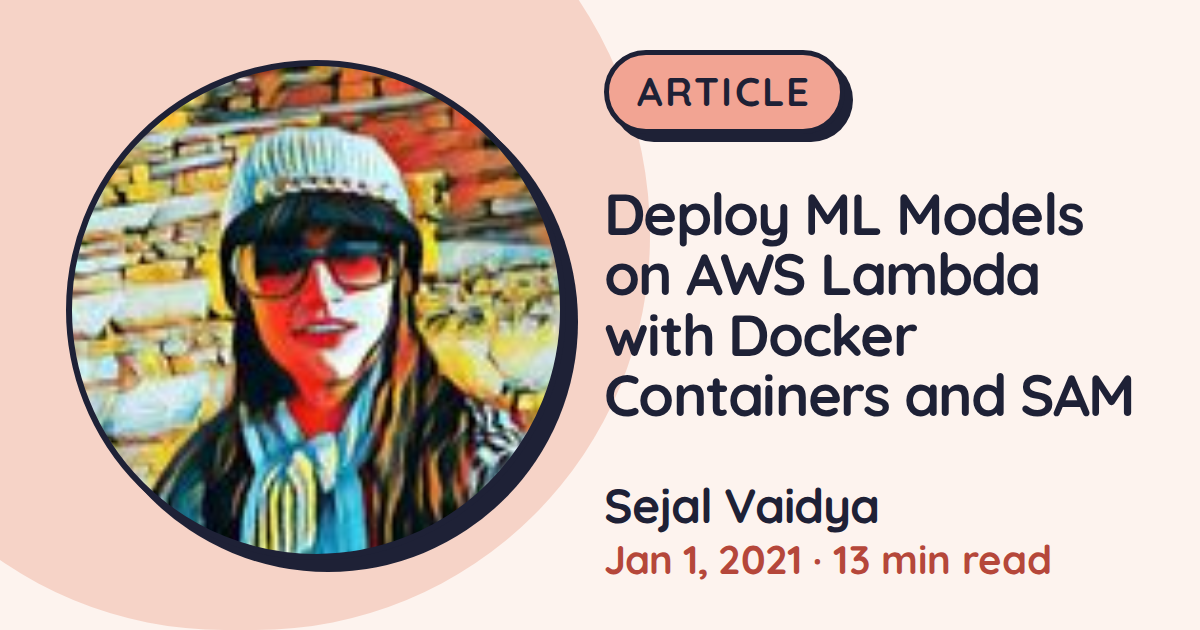 ARTICLE
Deploy ML Models
on AWS Lambda
with Docker
Containers and SAM
Sejal Vaidya
Jan 1, 2021 · 13 min read